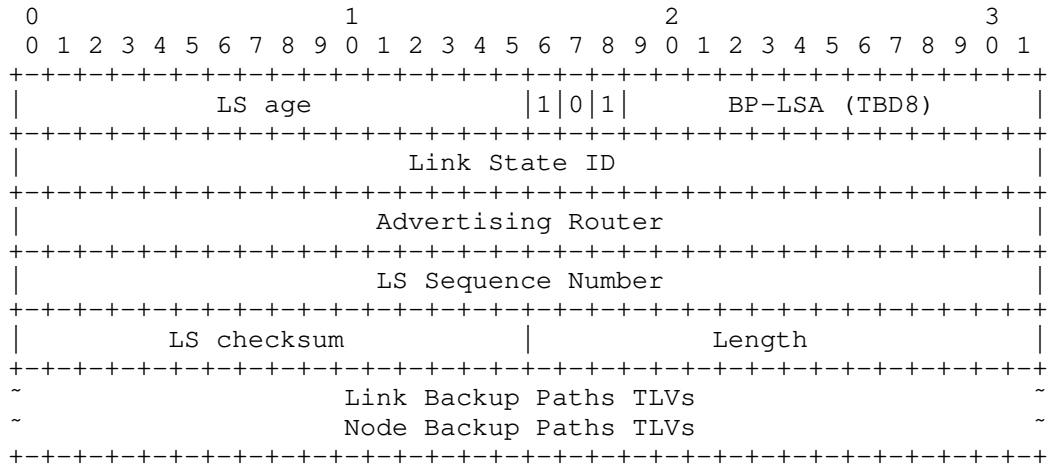 0                   1                   2                   3
 0 1 2 3 4 5 6 7 8 9 0 1 2 3 4 5 6 7 8 9 0 1 2 3 4 5 6 7 8 9 0 1
+-+-+-+-+-+-+-+-+-+-+-+-+-+-+-+-+-+-+-+-+-+-+-+-+-+-+-+-+-+-+-+-+
|            LS age             |1|0|1|      BP-LSA (TBD8)      |
+-+-+-+-+-+-+-+-+-+-+-+-+-+-+-+-+-+-+-+-+-+-+-+-+-+-+-+-+-+-+-+-+
|                        Link State ID                          |
+-+-+-+-+-+-+-+-+-+-+-+-+-+-+-+-+-+-+-+-+-+-+-+-+-+-+-+-+-+-+-+-+
|                      Advertising Router                       |
+-+-+-+-+-+-+-+-+-+-+-+-+-+-+-+-+-+-+-+-+-+-+-+-+-+-+-+-+-+-+-+-+
|                      LS Sequence Number                       |
+-+-+-+-+-+-+-+-+-+-+-+-+-+-+-+-+-+-+-+-+-+-+-+-+-+-+-+-+-+-+-+-+
|         LS checksum           |           Length              |
+-+-+-+-+-+-+-+-+-+-+-+-+-+-+-+-+-+-+-+-+-+-+-+-+-+-+-+-+-+-+-+-+
~                    Link Backup Paths TLVs                     ~
~                    Node Backup Paths TLVs                     ~
+-+-+-+-+-+-+-+-+-+-+-+-+-+-+-+-+-+-+-+-+-+-+-+-+-+-+-+-+-+-+-+-+